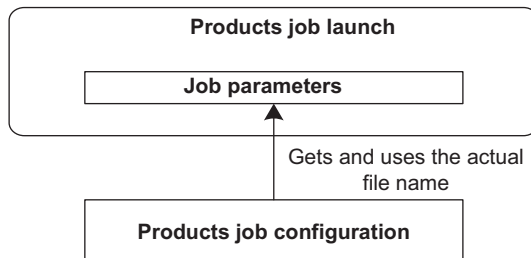 Products job launch
Job parameters
Gets and uses the actual
file name
Products job configuration